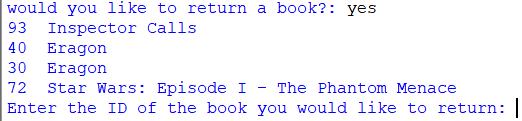 would you like to return a book?: yes
93  Inspector Calls
40  Eragon
30  Eragon
72  Star Wars: Episode I - The Phantom Menace
Enter the ID of the book you would like to return: